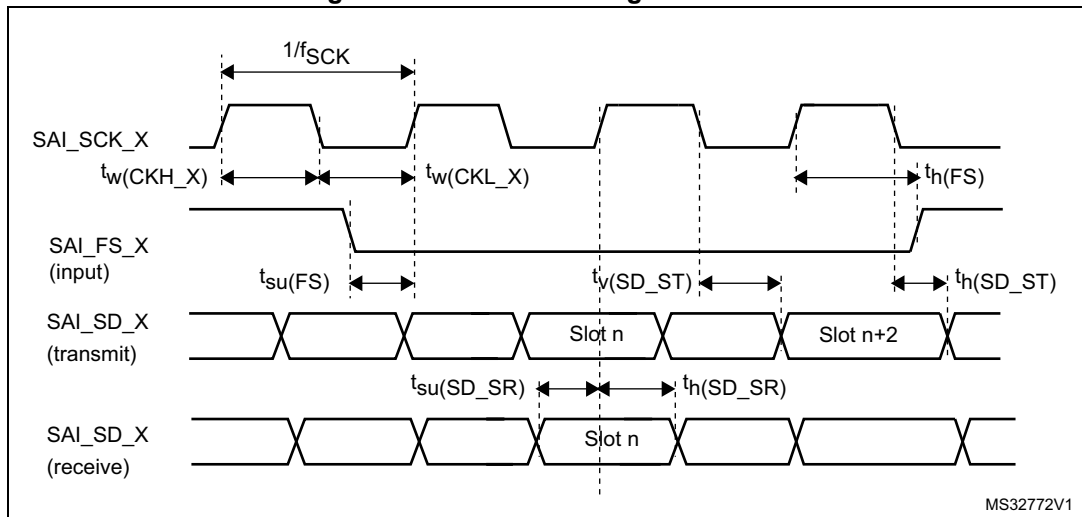 1/fSCK
SAI_SCK_X
tw(CKH_X) tw(CKL_X) th(FS)
SAI_FS_X
(input)
tsu(FS) tv(SD_ST) th(SD_ST)
SAI_SD_X
(transmit)
Slot n Slot n+2
tsu(SD_SR) th(SD_SR)
SAI_SD_X
(receive)
Slot n
MS32772V1